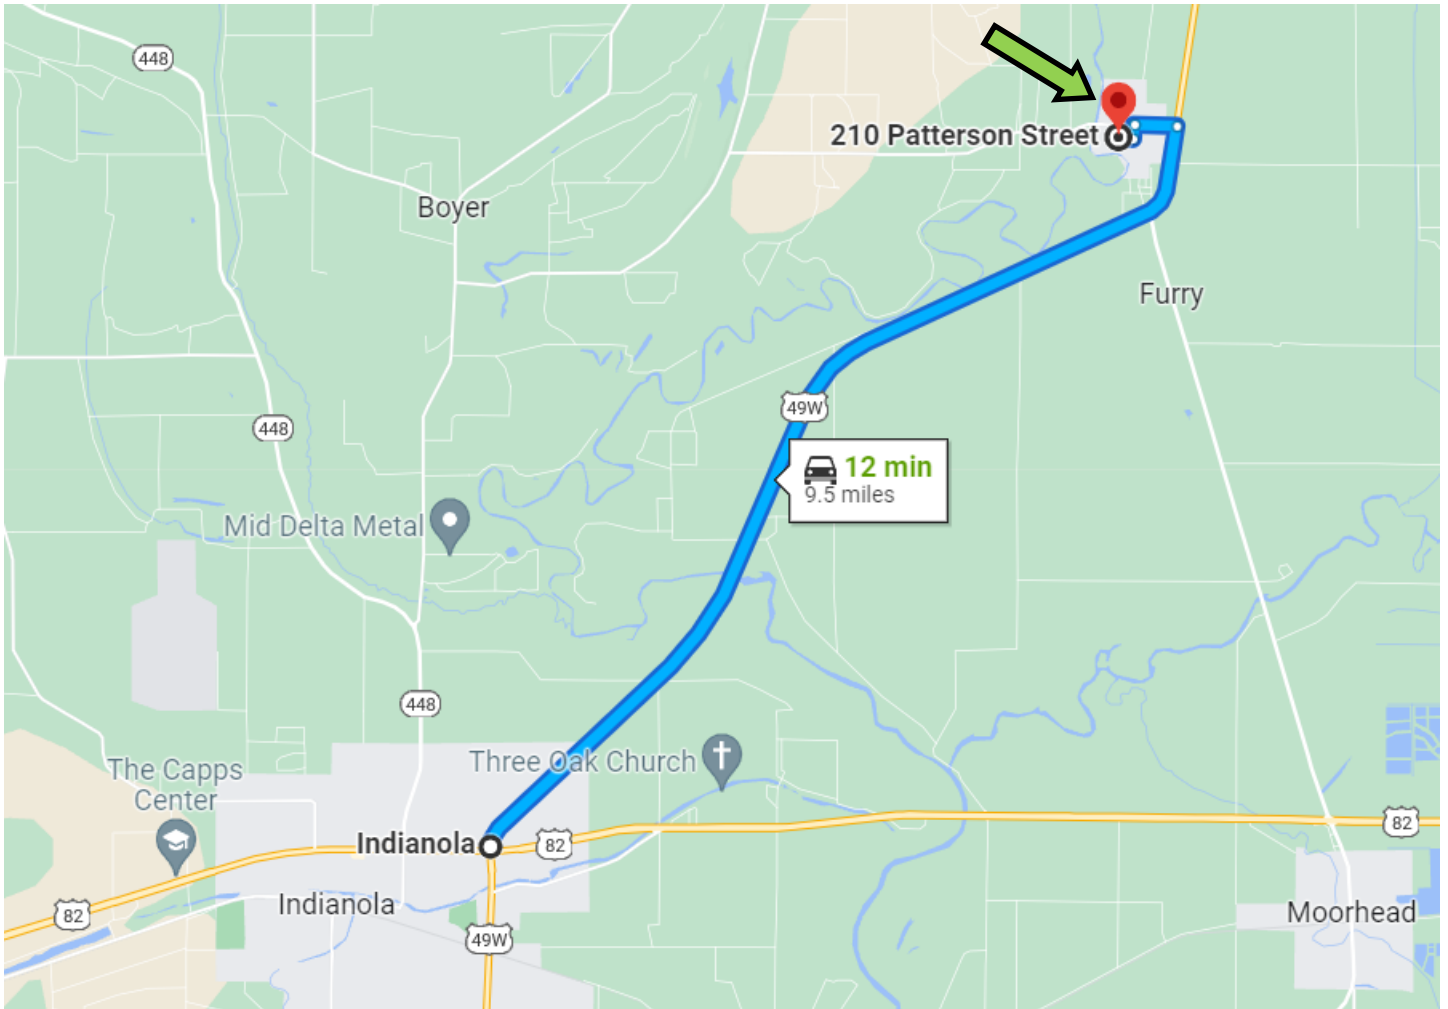 448
210 Patterson Street
Boyer
Furry
49W
448
12 min
9.5 miles
Mid Delta Metal
448
The Capps
Center
Three Oak Church
Indianola
82
82
82
Indianola
49W
Moorhead